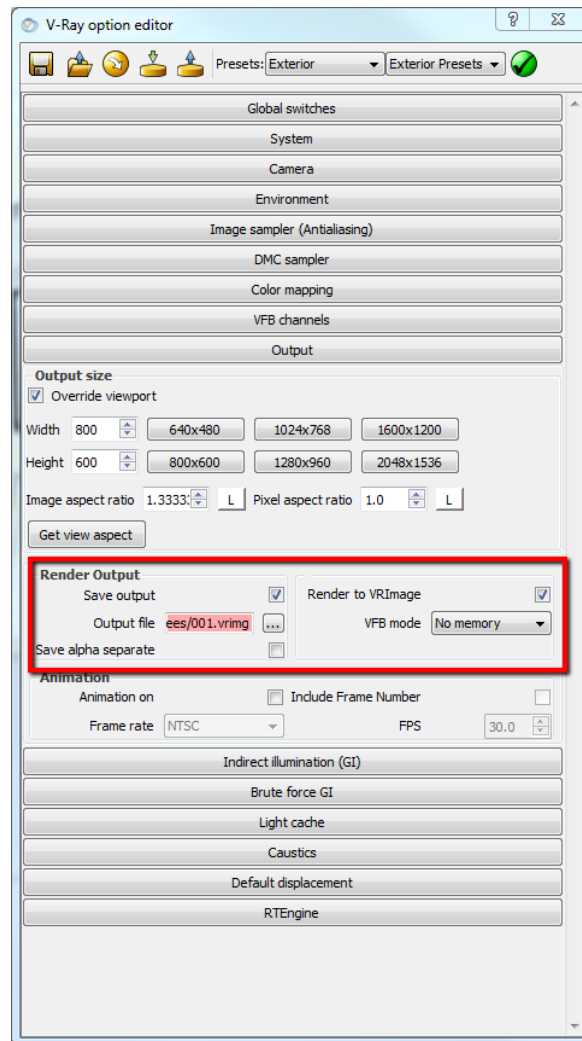 V-Ray option editor
Presets: Exterior Exterior Presets
Global switches
System
Camera
Environment
Image sampler (Antialiasing)
DMC sampler
Color mapping
VFB channels
Output
Output size
Override viewport
Width 800 640x480 1024x768 1600x1200
Height 600 800x600 1280x960 2048x1536
Image aspect ratio 1.3333 L Pixel aspect ratio 1.0 L
Get view aspect
Render Output
Save output Render to VRImage
Output file ees/001.vrimg ... VFB mode No memory
Save alpha separate
Animation
Animation on Include Frame Number
Frame rate NTSC FPS 30.0
Indirect illumination (GI)
Brute force GI
Light cache
Caustics
Default displacement
RTEngine